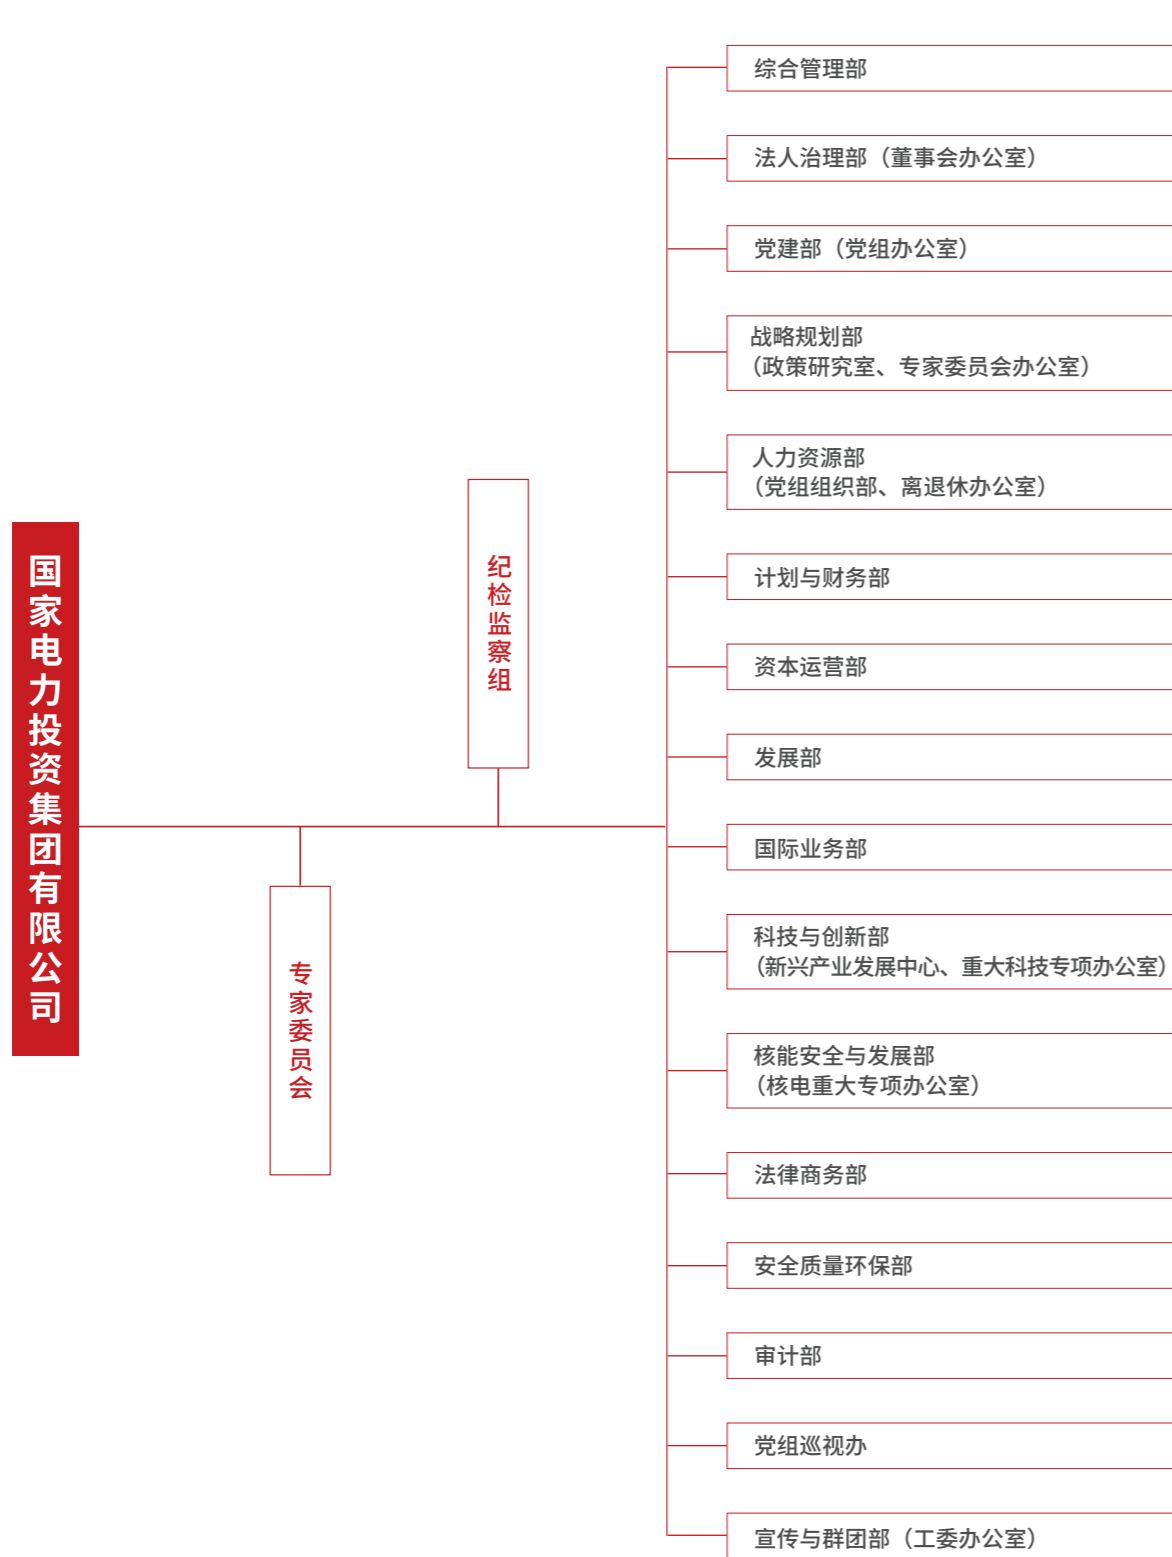 国家电力投资集团有限公司
专家委员会
纪检监察组
综合管理部
法人治理部（董事会办公室）
党建部（党组办公室）
战略规划部
（政策研究室、专家委员会办公室）
人力资源部
（党组组织部、离退休办公室）
计划与财务部
资本运营部
发展部
国际业务部
科技与创新部
（新兴产业发展中心、重大科技专项办公室）
核能安全与发展部
（核电重大专项办公室）
法律商务部
安全质量环保部
审计部
党组巡视办
宣传与群团部（工委办公室）